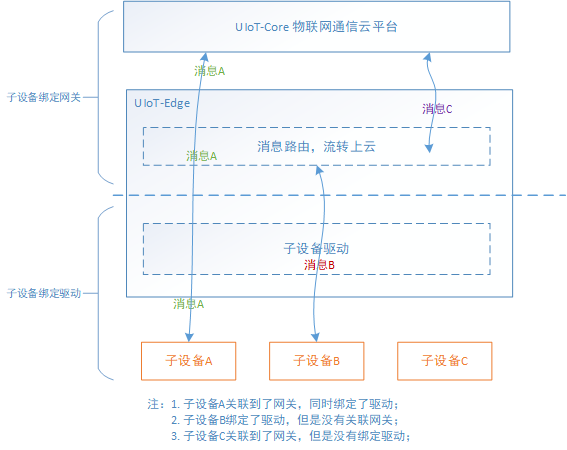 UIoT-Core 物联网通信云平台
消息A
子设备绑定网关
UIoT-Edge
消息C
消息路由，流转上云
消息A
子设备驱动
消息B
子设备绑定驱动
消息A
子设备A
子设备B
子设备C
注：1. 子设备A关联到了网关，同时绑定了驱动；
2. 子设备B绑定了驱动，但是没有关联网关；
3. 子设备C关联到了网关，但是没有绑定驱动；